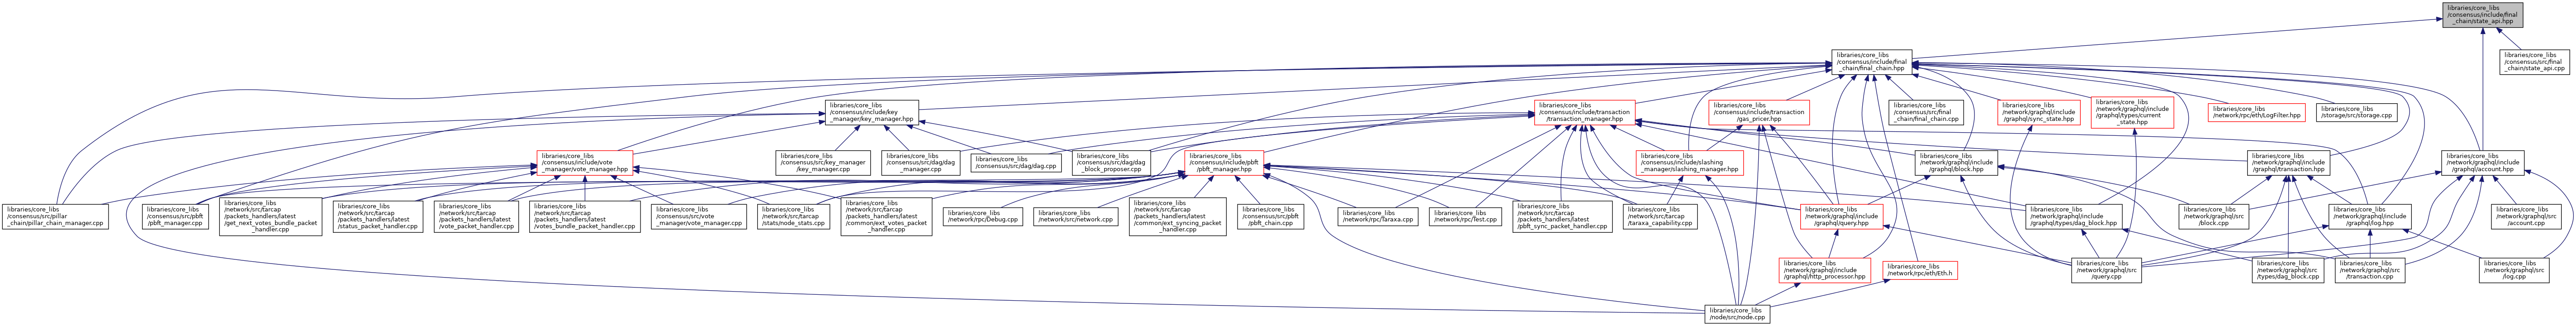 libraries/core_libs
/consensus/include/final
_chain/state_api.hpp
libraries/core_libs
/consensus/include/final
_chain/final_chain.hpp
libraries/core_libs
/consensus/src/final
_chain/state_api.cpp
libraries/core_libs
/consensus/include/key
_manager/key_manager.hpp
libraries/core_libs
/consensus/include/transaction
/transaction_manager.hpp
libraries/core_libs
/consensus/include/transaction
/gas_pricer.hpp
libraries/core_libs
/consensus/src/final
_chain/final_chain.cpp
libraries/core_libs
/network/graphql/include
/graphql/sync_state.hpp
libraries/core_libs
/network/graphql/include
/graphql/types/current
_state.hpp
libraries/core_libs
/network/rpc/eth/LogFilter.hpp
libraries/core_libs
/storage/src/storage.cpp
libraries/core_libs
/consensus/include/vote
_manager/vote_manager.hpp
libraries/core_libs
/consensus/src/key_manager
/key_manager.cpp
libraries/core_libs
/consensus/src/dag/dag
_manager.cpp
libraries/core_libs
/consensus/src/dag/dag.cpp
libraries/core_libs
/consensus/src/dag/dag
_block_proposer.cpp
libraries/core_libs
/consensus/include/pbft
/pbft_manager.hpp
libraries/core_libs
/consensus/include/slashing
_manager/slashing_manager.hpp
libraries/core_libs
/network/graphql/include
/graphql/block.hpp
libraries/core_libs
/network/graphql/include
/graphql/transaction.hpp
libraries/core_libs
/network/graphql/include
/graphql/account.hpp
libraries/core_libs
/consensus/src/pillar
_chain/pillar_chain_manager.cpp
libraries/core_libs
/consensus/src/pbft
/pbft_manager.cpp
libraries/core_libs
/network/src/tarcap
/packets_handlers/latest
/get_next_votes_bundle_packet
_handler.cpp
libraries/core_libs
/network/src/tarcap
/packets_handlers/latest
/status_packet_handler.cpp
libraries/core_libs
/network/src/tarcap
/packets_handlers/latest
/vote_packet_handler.cpp
libraries/core_libs
/network/src/tarcap
/packets_handlers/latest
/votes_bundle_packet_handler.cpp
libraries/core_libs
/consensus/src/vote
_manager/vote_manager.cpp
libraries/core_libs
/network/src/tarcap
/stats/node_stats.cpp
libraries/core_libs
/network/src/tarcap
/packets_handlers/latest
/common/ext_votes_packet
_handler.cpp
libraries/core_libs
/network/rpc/Debug.cpp
libraries/core_libs
/network/src/network.cpp
libraries/core_libs
/network/src/tarcap
/packets_handlers/latest
/common/ext_syncing_packet
_handler.cpp
libraries/core_libs
/consensus/src/pbft
/pbft_chain.cpp
libraries/core_libs
/network/rpc/Taraxa.cpp
libraries/core_libs
/network/rpc/Test.cpp
libraries/core_libs
/network/src/tarcap
/packets_handlers/latest
/pbft_sync_packet_handler.cpp
libraries/core_libs
/network/src/tarcap
/taraxa_capability.cpp
libraries/core_libs
/network/graphql/include
/graphql/query.hpp
libraries/core_libs
/network/graphql/include
/graphql/types/dag_block.hpp
libraries/core_libs
/network/graphql/src
/block.cpp
libraries/core_libs
/network/graphql/include
/graphql/log.hpp
libraries/core_libs
/network/graphql/src
/account.cpp
libraries/core_libs
/network/graphql/include
/graphql/http_processor.hpp
libraries/core_libs
/network/rpc/eth/Eth.h
libraries/core_libs
/network/graphql/src
/query.cpp
libraries/core_libs
/network/graphql/src
/types/dag_block.cpp
libraries/core_libs
/network/graphql/src
/transaction.cpp
libraries/core_libs
/network/graphql/src
/log.cpp
libraries/core_libs
/node/src/node.cpp